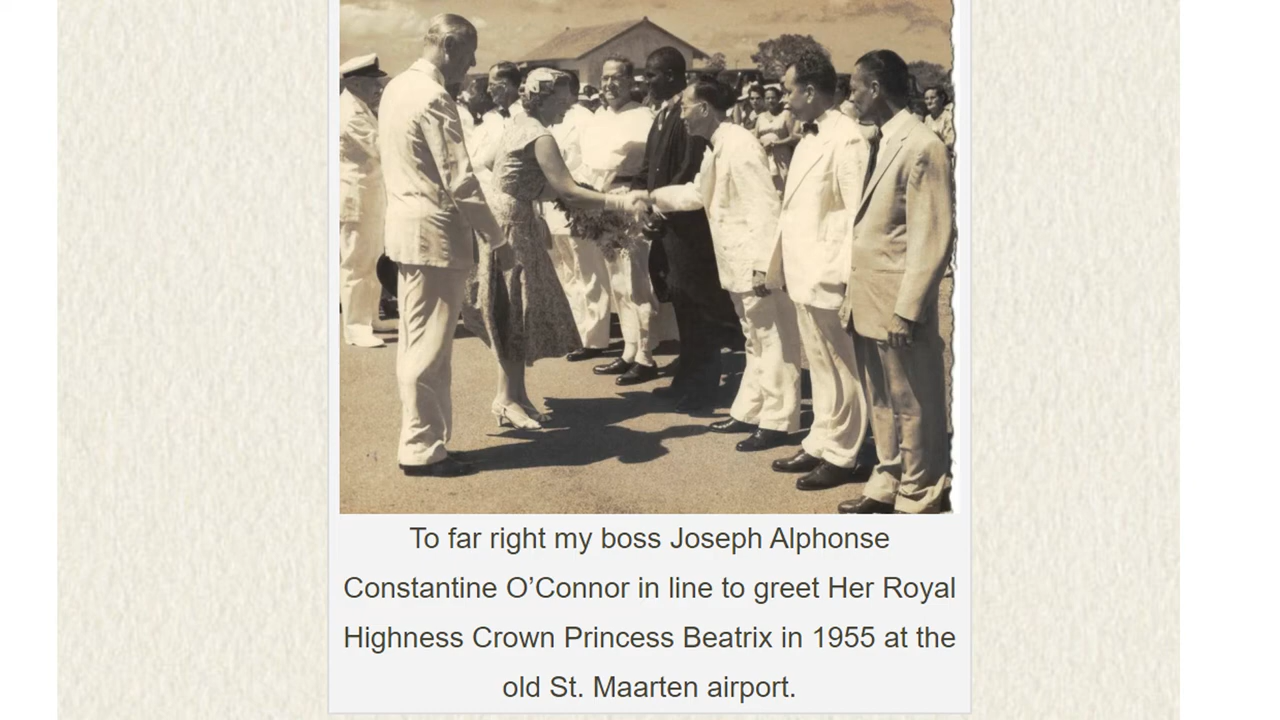 To far right my boss Joseph Alphonse
Constantine O’Connor in line to greet Her Royal
Highness Crown Princess Beatrix in 1955 at the
old St. Maarten airport.